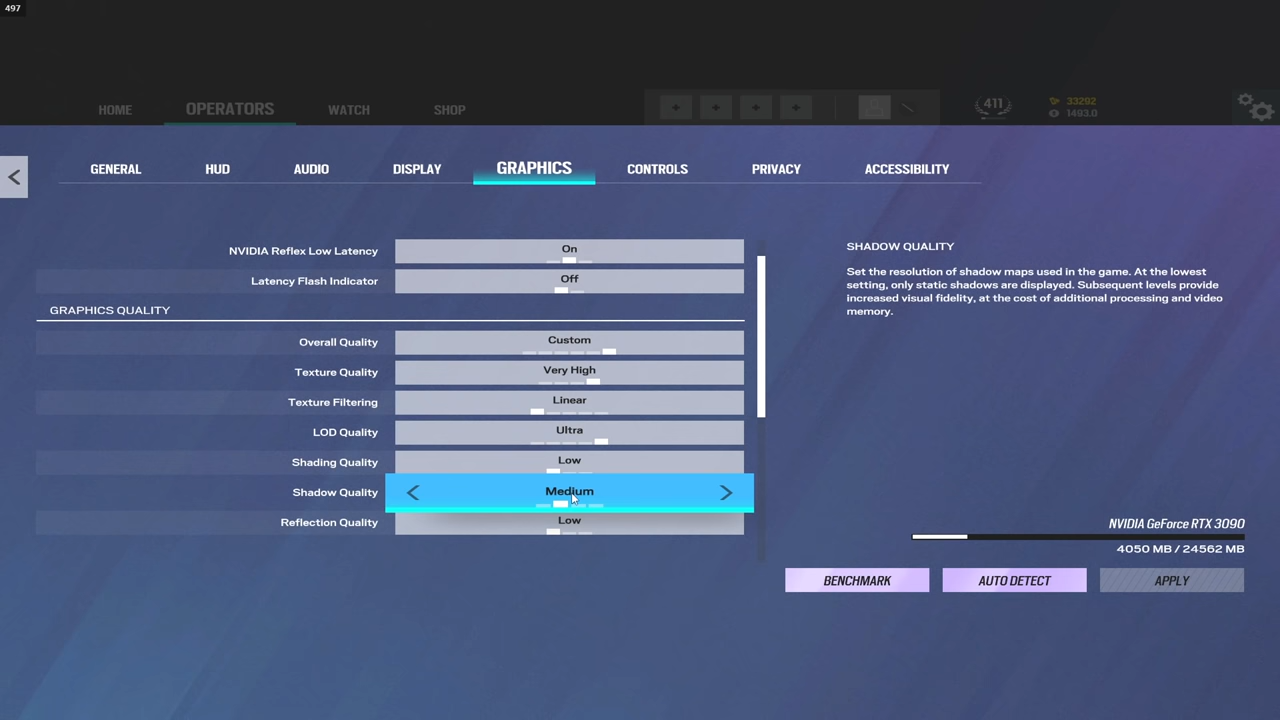 497
HOME OPERATORS WATCH SHOP + + + + 411 33292
1493.0
< GENERAL HUD AUDIO DISPLAY GRAPHICS CONTROLS PRIVACY ACCESSIBILITY
NVIDIA Reflex Low Latency On
Latency Flash Indicator Off
GRAPHICS QUALITY
Overall Quality Custom
Texture Quality Very High
Texture Filtering Linear
LOD Quality Ultra
Shading Quality Low
Shadow Quality < Medium >
Reflection Quality Low
SHADOW QUALITY
Set the resolution of shadow maps used in the game. At the lowest
setting, only static shadows are displayed. Subsequent levels provide
increased visual fidelity, at the cost of additional processing and video
memory.
NVIDIA GeForce RTX 3090
4050 MB / 24562 MB
BENCHMARK AUTO DETECT APPLY